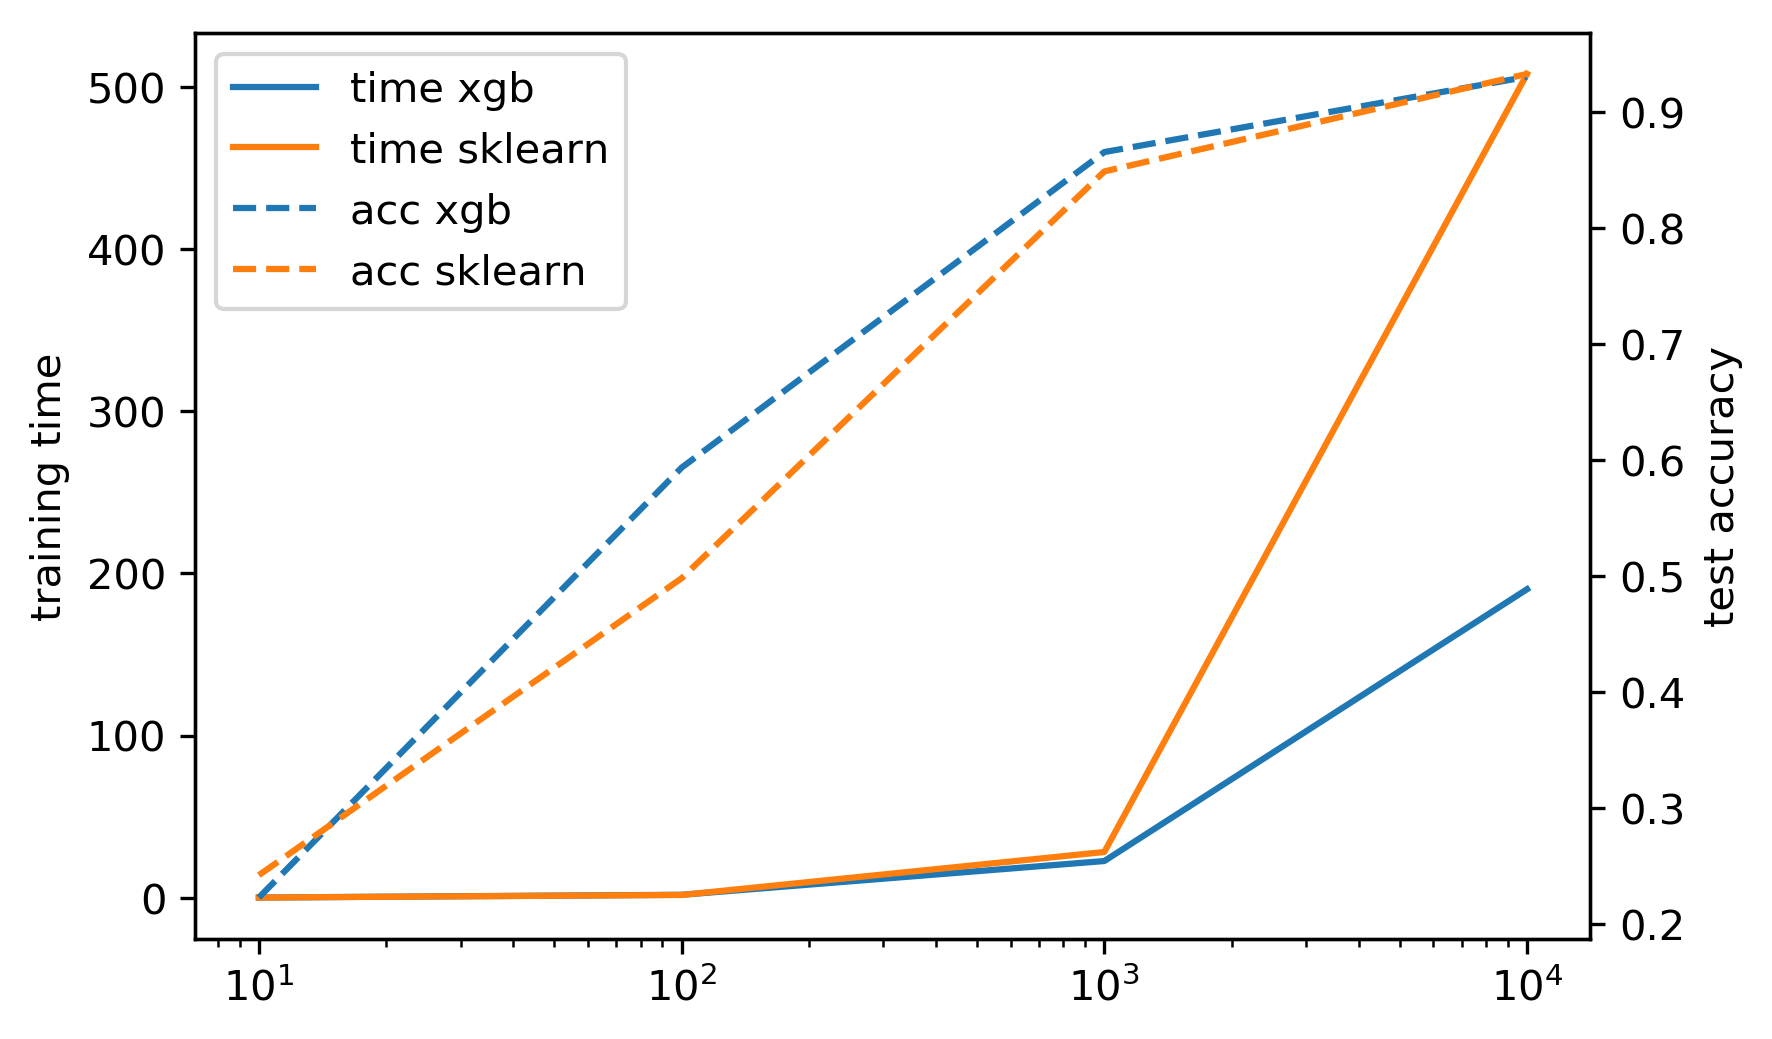 time xgb
time sklearn
acc xgb
acc sklearn
500
400
300
200
100
0
training time
0.9
0.8
0.7
0.6
0.5
0.4
0.3
0.2
test accuracy
10¹ 10² 10³ 10⁴